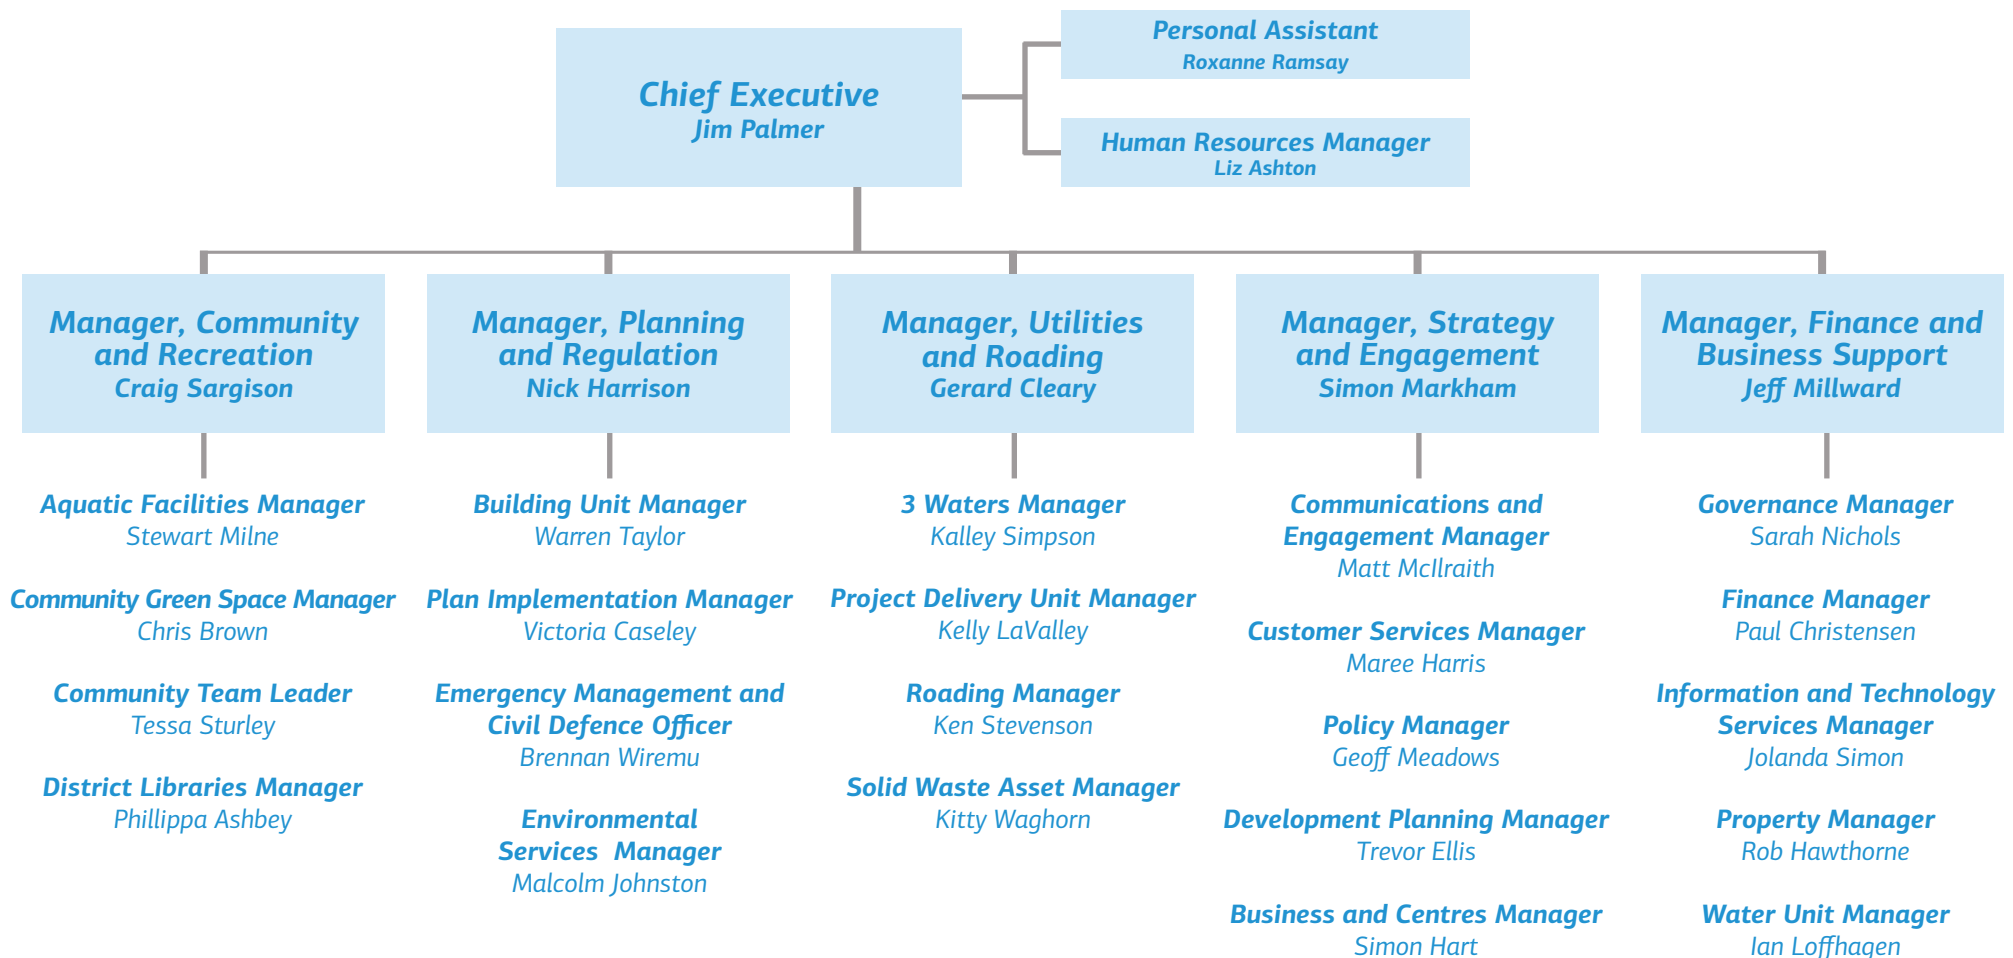 Chief Executive
Jim Palmer
Personal Assistant
Roxanne Ramsay
Human Resources Manager
Liz Ashton
Manager, Community
and Recreation
Craig Sargison
Manager, Planning
and Regulation
Nick Harrison
Manager, Utilities
and Roading
Gerard Cleary
Manager, Strategy
and Engagement
Simon Markham
Manager, Finance and
Business Support
Jeff Millward
Aquatic Facilities Manager
Stewart Milne
Community Green Space Manager
Chris Brown
Community Team Leader
Tessa Sturley
District Libraries Manager
Phillippa Ashbey
Building Unit Manager
Warren Taylor
Plan Implementation Manager
Victoria Caseley
Emergency Management and
Civil Defence Officer
Brennan Wiremu
Environmental
Services Manager
Malcolm Johnston
3 Waters Manager
Kalley Simpson
Project Delivery Unit Manager
Kelly LaValley
Roading Manager
Ken Stevenson
Solid Waste Asset Manager
Kitty Waghorn
Communications and
Engagement Manager
Matt McIlraith
Customer Services Manager
Maree Harris
Policy Manager
Geoff Meadows
Development Planning Manager
Trevor Ellis
Business and Centres Manager
Simon Hart
Governance Manager
Sarah Nichols
Finance Manager
Paul Christensen
Information and Technology
Services Manager
Jolanda Simon
Property Manager
Rob Hawthorne
Water Unit Manager
Ian Loffhagen